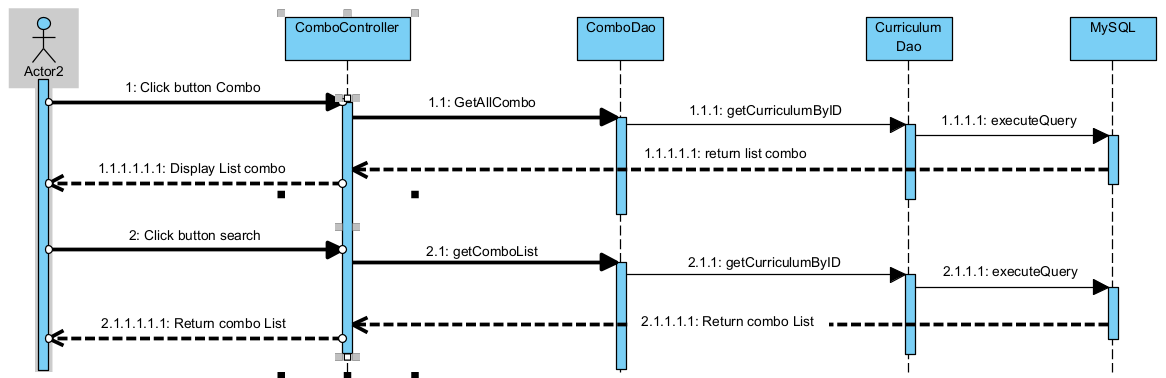 ComboController
ComboDao
Curriculum
Dao
MySQL
Actor2
1: Click button Combo
1.1: GetAllCombo
1.1.1: getCurriculumByID
1.1.1.1: executeQuery
1.1.1.1.1: return list combo
1.1.1.1.1.1: Display List combo
2: Click button search
2.1: getComboList
2.1.1: getCurriculumByID
2.1.1.1: executeQuery
2.1.1.1.1: Return combo List
2.1.1.1.1.1: Return combo List